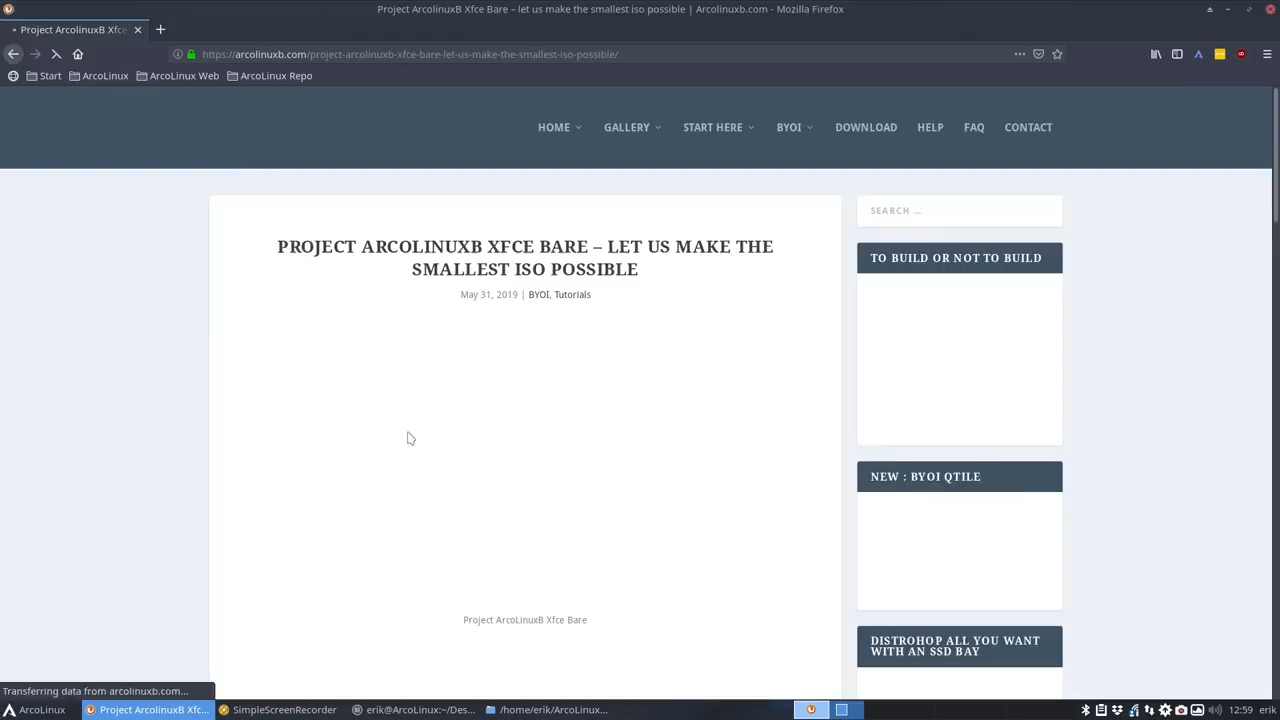 Project ArcolinuxB Xfce Bare – let us make the smallest iso possible | Arcolinuxb.com - Mozilla Firefox
Project ArcolinuxB Xfce
https://arcolinuxb.com/project-arcolinuxb-xfce-bare-let-us-make-the-smallest-iso-possible/
Start ArcoLinux ArcoLinux Web ArcoLinux Repo
HOME GALLERY START HERE BYOI DOWNLOAD HELP FAQ CONTACT
PROJECT ARCOLINUXB XFCE BARE – LET US MAKE THE
SMALLEST ISO POSSIBLE
May 31, 2019 | BYOI, Tutorials
Project ArcoLinuxB Xfce Bare
SEARCH …
TO BUILD OR NOT TO BUILD
NEW : BYOI QTILE
DISTROHOP ALL YOU WANT
WITH AN SSD BAY
Transferring data from arcolinuxb.com…
ArcoLinux Project ArcolinuxB Xfc... SimpleScreenRecorder erik@ArcoLinux:~/Des... /home/erik/ArcoLinux... 12:59 erik